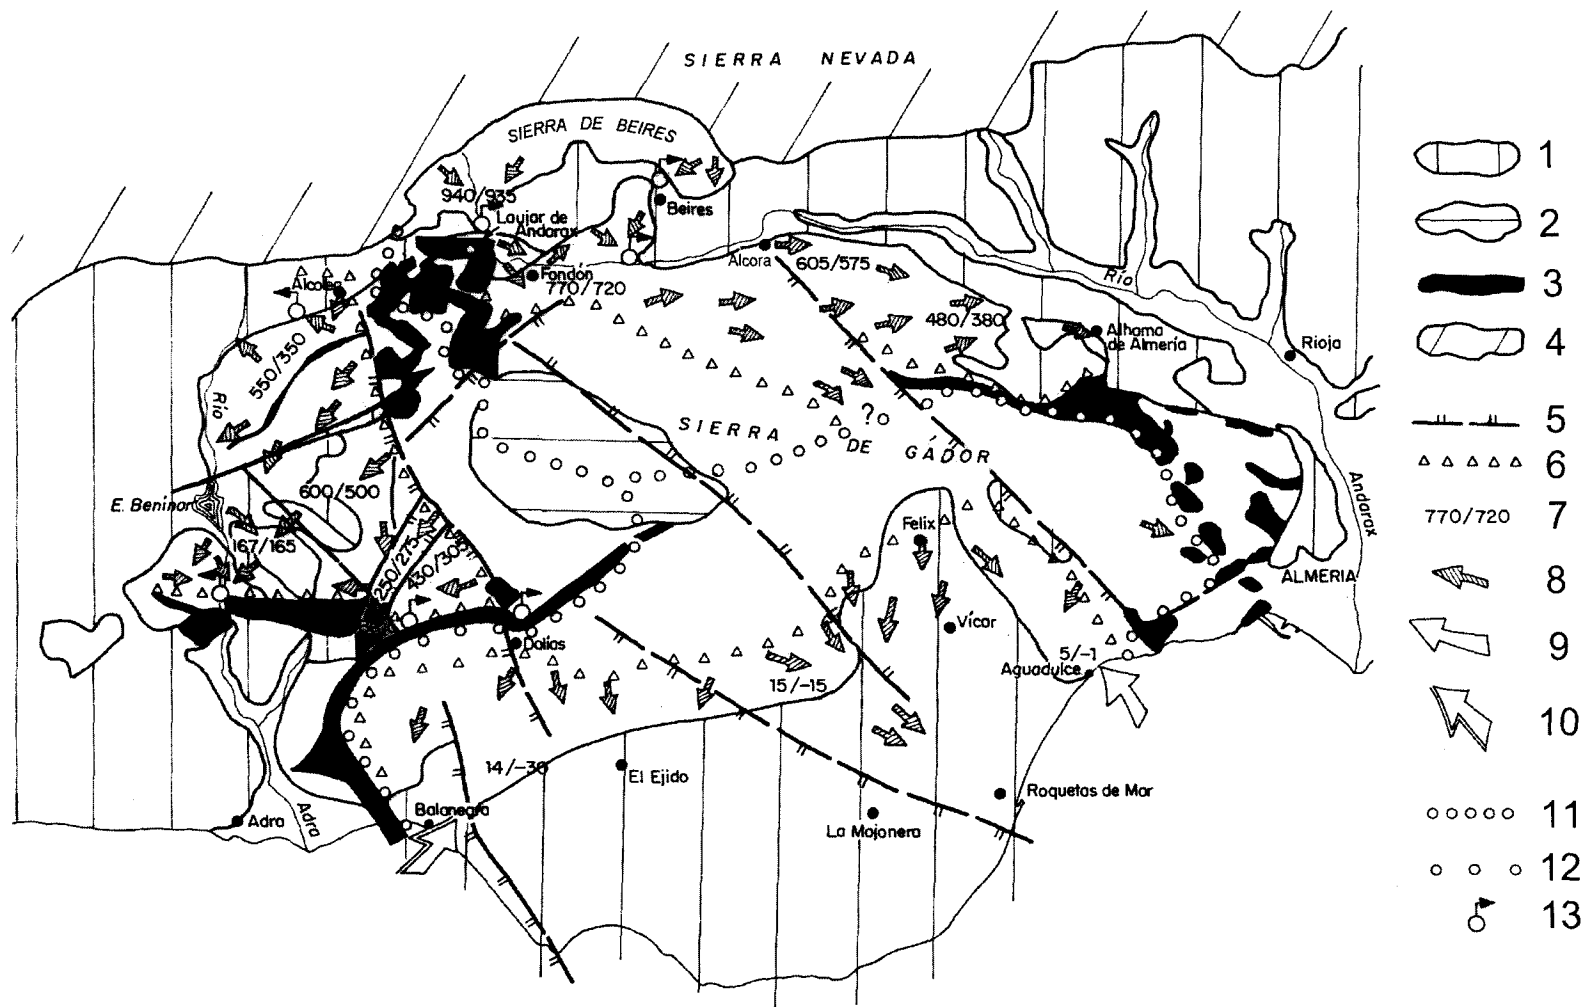 SIERRA NEVADA
SIERRA DE BEIRES
940/935
Laujar de
Andarax
Beires
Alcolea
Fondón
770/720
Alcora
605/575
Río
480/380
Alhama
de Almería
Rioja
550/350
Río
?
SIERRA
DE GÁDOR
E. Beninar
600/500
Andarax
167/165
250/275
430/305
Felix
ALMERIA
Vícar
Dalías
5/-1
Aguadulce
15/-15
14/-30
El Ejido
Roquetas de Mar
Balanegra
Adra
Adra
La Mojonera
1
2
3
4
5
6
770/720 7
8
9
10
11
12
13